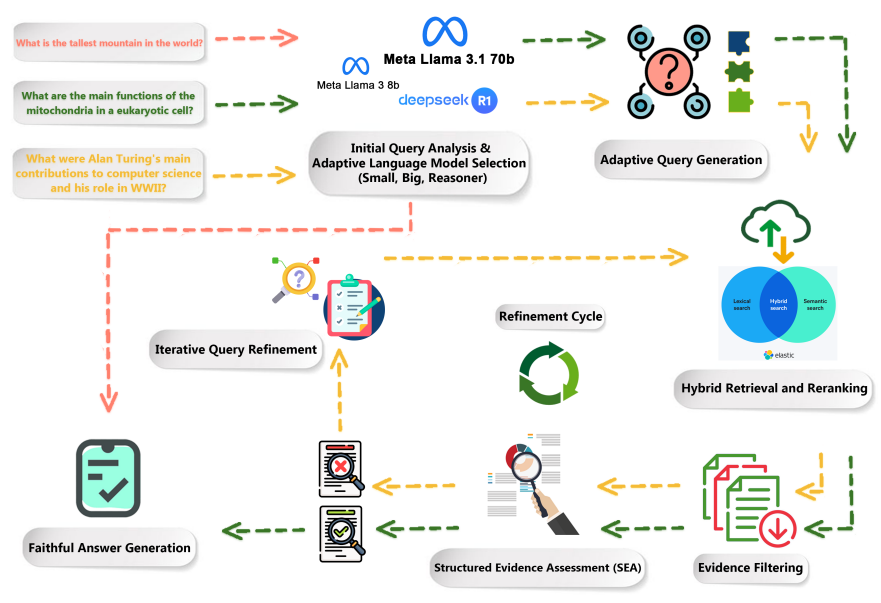 What is the tallest mountain in the world?
What are the main functions of the
mitochondria in a eukaryotic cell?
What were Alan Turing's main
contributions to computer science
and his role in WWII?
Meta Llama 3.1 70b
Meta Llama 3 8b
deepseek R1
Initial Query Analysis &
Adaptive Language Model Selection
(Small, Big, Reasoner)
Adaptive Query Generation
Lexical
search
Hybrid
search
Semantic
search
elastic
Hybrid Retrieval and Reranking
Iterative Query Refinement
Refinement Cycle
Faithful Answer Generation
Structured Evidence Assessment (SEA)
Evidence Filtering